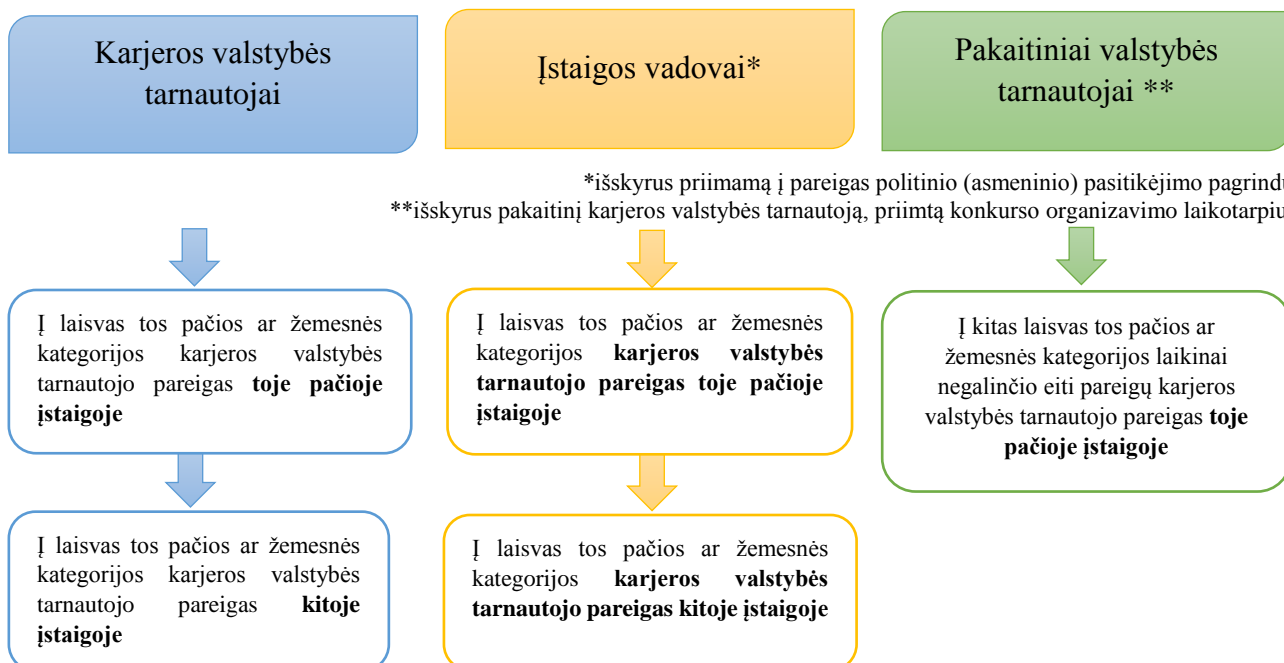 Karjeros valstybės
tarnautojai
Įstaigos vadovai*
Pakaitiniai valstybės
tarnautojai **
*išskyrus priimamą į pareigas politinio (asmeninio) pasitikėjimo pagrindu
**išskyrus pakaitinį karjeros valstybės tarnautoją, priimtą konkurso organizavimo laikotarpiu
Į laisvas tos pačios ar žemesnės
kategorijos karjeros valstybės
tarnautojo pareigas toje pačioje
įstaigoje
Į laisvas tos pačios ar žemesnės
kategorijos karjeros valstybės
tarnautojo pareigas kitoje
įstaigoje
Į laisvas tos pačios ar žemesnės
kategorijos karjeros valstybės
tarnautojo pareigas toje pačioje
įstaigoje
Į laisvas tos pačios ar žemesnės
kategorijos karjeros valstybės
tarnautojo pareigas kitoje įstaigoje
Į kitas laisvas tos pačios ar
žemesnės kategorijos laikinai
negalinčio eiti pareigų karjeros
valstybės tarnautojo pareigas toje
pačioje įstaigoje